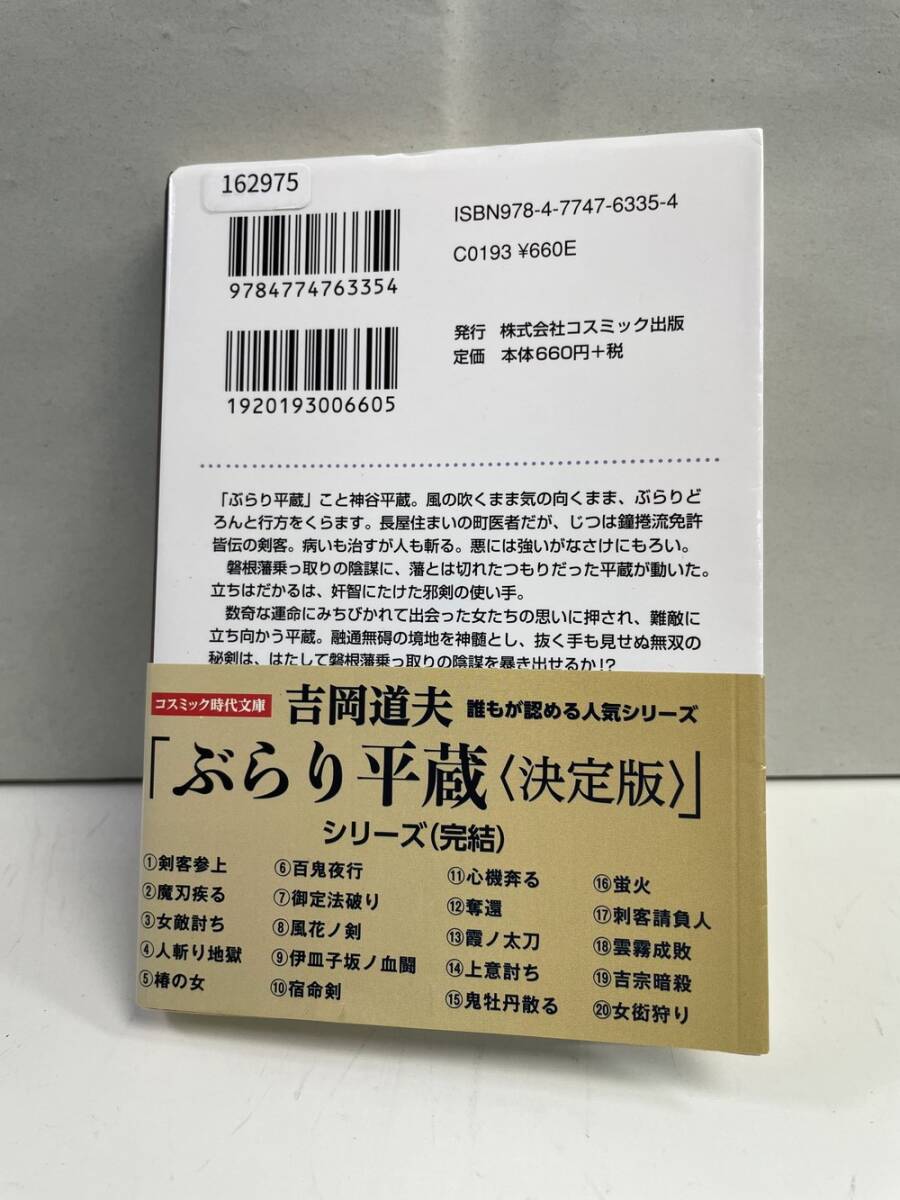 162975
9784774763354
1920193006605
ISBN978-4-7747-6335-4
C0193 ¥660E
発行 株式会社コスミック出版
定価 本体660円+税
「ぶらり平蔵」こと神谷平蔵。風の吹くまま気の向くまま、ぶらりど
ろんと行方をくらます。長屋住まいの町医者だが、じつは鐘捲流免許
皆伝の剣客。病いも治すが人も斬る。悪には強いがなさけにもろい。
磐根藩乗っ取りの陰謀に、藩とは切れたつもりだった平蔵が動いた。
立ちはだかるは、奸智にたけた邪剣の使い手。
数奇な運命にみちびかれて出会った女たちの思いに押され、難敵に
立ち向かう平蔵。融通無碍の境地を神髄とし、抜く手も見せぬ無双の
秘剣は、はたして磐根藩乗っ取りの陰謀を暴き出せるか!?
コスミック時代文庫 吉岡道夫 誰もが認める人気シリーズ
「ぶらり平蔵〈決定版〉」
シリーズ(完結)
①剣客参上
②魔刃疾る
③女敵討ち
④人斬り地獄
⑤椿の女
⑥百鬼夜行
⑦御定法破り
⑧風花ノ剣
⑨伊皿子坂ノ血闘
⑩宿命剣
⑪心機奔る
⑫奪還
⑬霞ノ太刀
⑭上意討ち
⑮鬼牡丹散る
⑯蛍火
⑰刺客請負人
⑱雲霧成敗
⑲吉宗暗殺
⑳女衒狩り